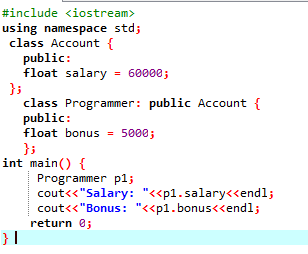 #include <iostream>
using namespace std;
class Account {
public:
float salary = 60000;
};
class Programmer: public Account {
public:
float bonus = 5000;
};
int main() {
Programmer p1;
cout<<"Salary: "<<p1.salary<<endl;
cout<<"Bonus: "<<p1.bonus<<endl;
return 0;
}